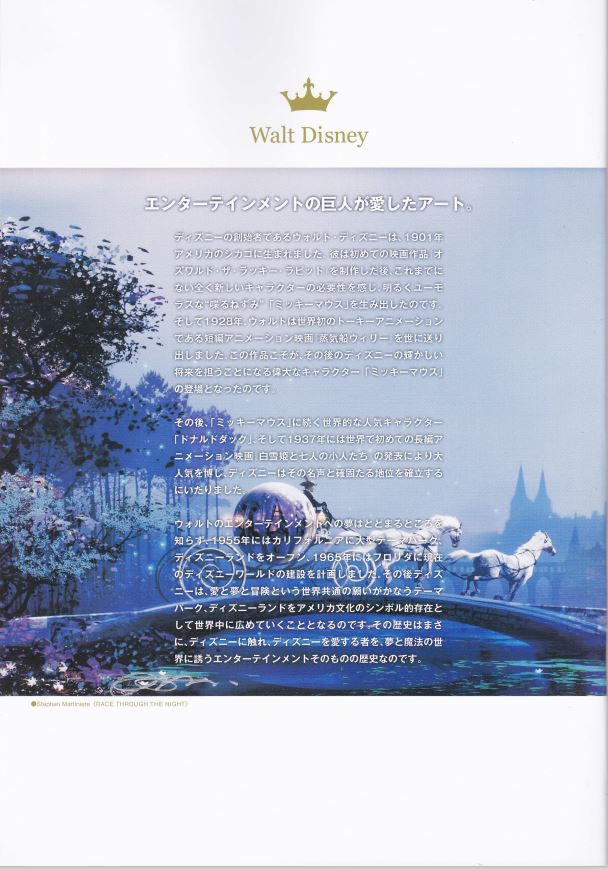 Walt Disney
エンターテインメントの巨人が愛したアート。
ディズニーの創始者であるウォルト・ディズニーは、1901年
アメリカのシカゴに生まれました。彼は初めての映画作品「オ
ズワルド・ザ・ラッキー・ラビット」を制作した後、これまでに
ない全く新しいキャラクターの必要性を感じ、明るくユーモ
ラスな“喋るねずみ”「ミッキーマウス」を生み出したのです。
そして1928年、ウォルトは世界初のトーキアニメーション
である短編アニメーション映画「蒸気船ウィリー」を世に送り
出しました。この作品こそが、その後のディズニーの輝かしい
将来を担うことになる偉大なキャラクター「ミッキーマウス」
の登場となったのです。
その後、「ミッキーマウス」に続く世界的な人気キャラクター
「ドナルドダック」、そして1937年には世界で初めての長編ア
ニメーション映画「白雪姫と七人の小人たち」の発表により大
人気を博し、ディズニーはその名声と確固たる地位を確立する
にいたりました。
ウォルトのエンターテインメントへの夢はとどまるところを
知らず、1955年にはカリフォルニアに大型テーマパーク、
ディズニーランドをオープン、1965年にはフロリダに現在
のディズニーワールドの建設を計画しました。その後ディズ
ニーは、愛と夢と冒険という世界共通の願いがかなうテーマ
パーク、ディズニーランドをアメリカ文化のシンボル的存在と
して世界中に広めていくこととなるのです。その歴史はまさ
に、ディズニーに触れ、ディズニーを愛する者を、夢と魔法の世
界に誘うエンターテインメントそのものの歴史なのです。
●Stephan Martiniere《RACE THROUGH THE NIGHT》